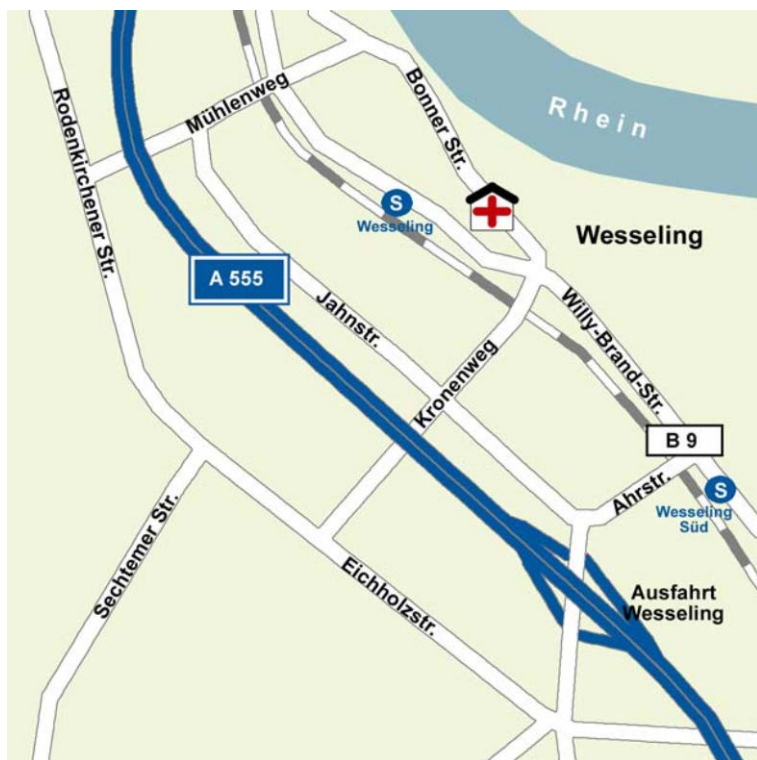 Rhein
Bonner Str.
Mühlenweg
Rodenkirchener Str.
S
Wesseling
Wesseling
A 555
Jahnstr.
Willy-Brand-Str.
Kronenweg
B 9
Ahrstr.
S
Wesseling
Süd
Sechtemer Str.
Eichholzstr.
Ausfahrt
Wesseling